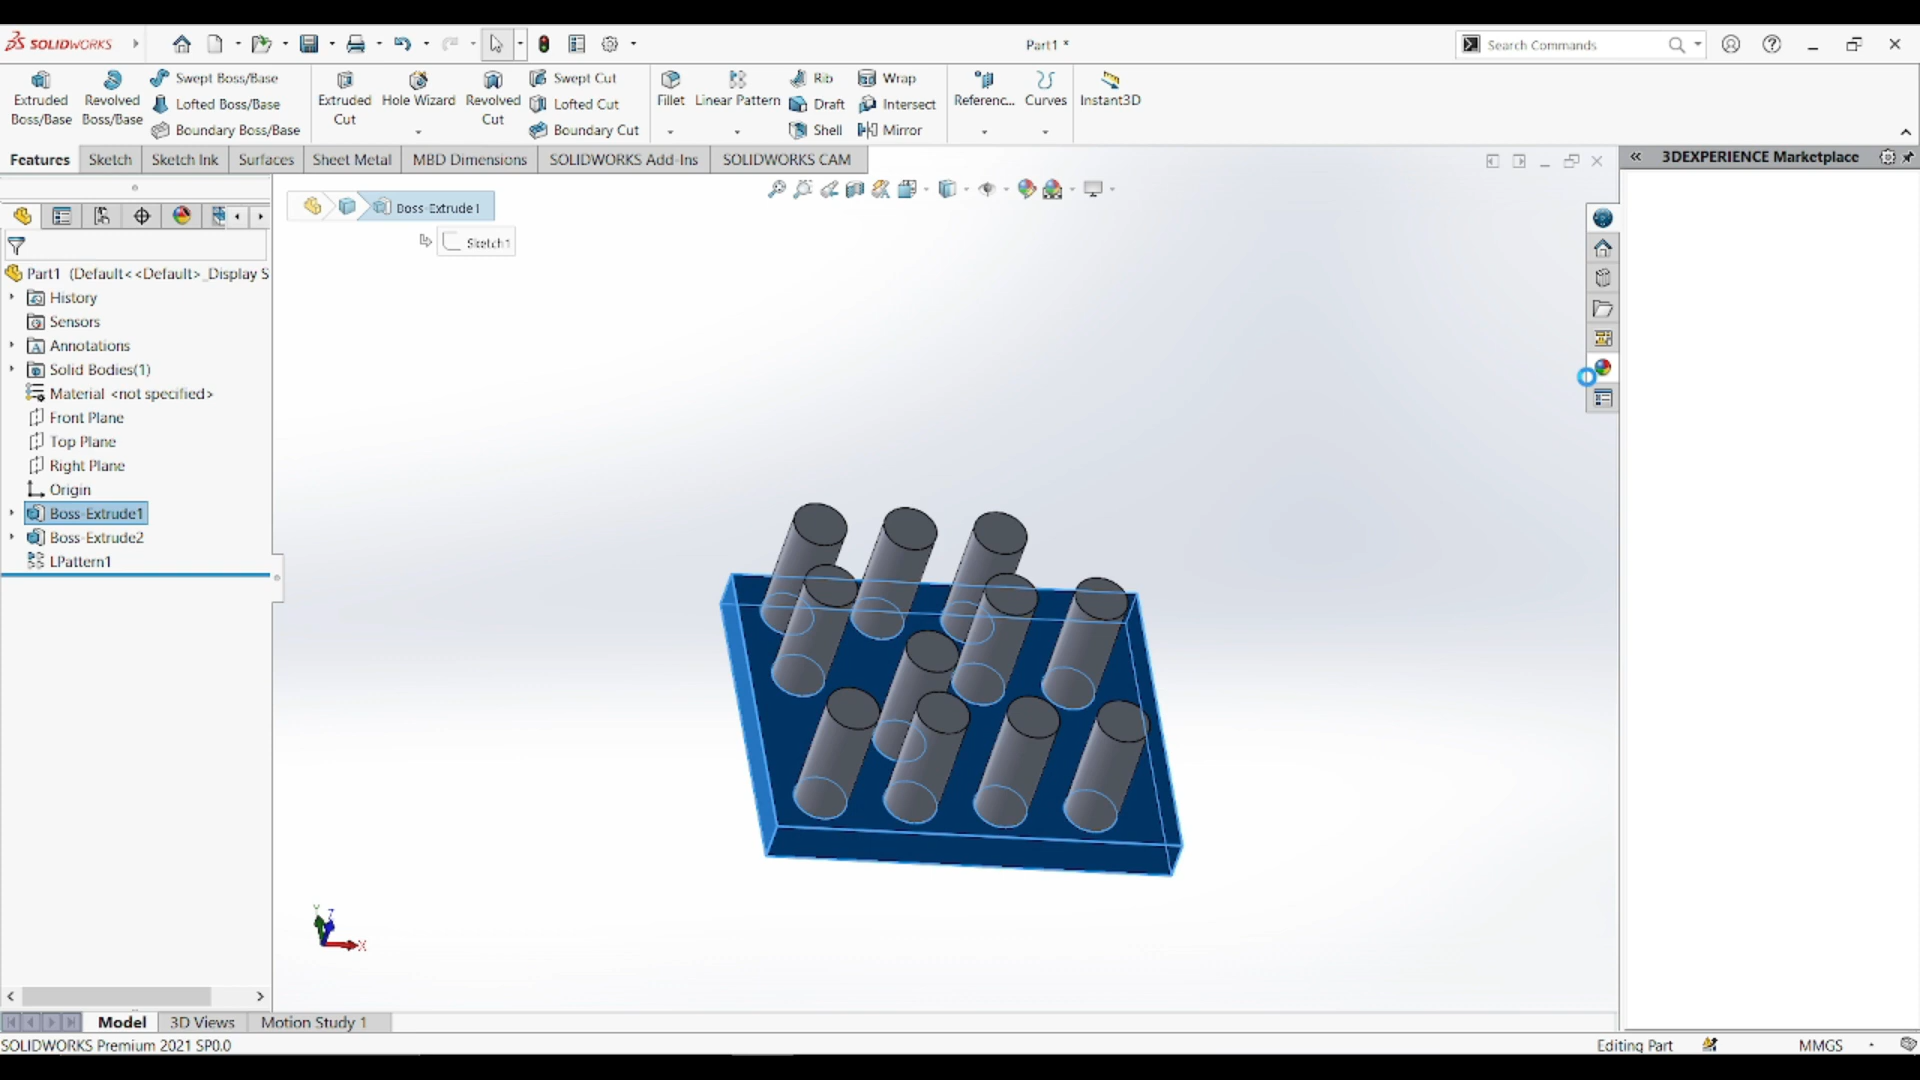 SOLIDWORKS
Part1 *
Search Commands
Extruded Boss/Base
Revolved Boss/Base
Swept Boss/Base
Lofted Boss/Base
Boundary Boss/Base
Extruded Cut
Hole Wizard
Revolved Cut
Swept Cut
Lofted Cut
Boundary Cut
Fillet
Linear Pattern
Rib
Draft
Shell
Wrap
Intersect
Mirror
Referenc...
Curves
Instant3D
Features
Sketch
Sketch Ink
Surfaces
Sheet Metal
MBD Dimensions
SOLIDWORKS Add-Ins
SOLIDWORKS CAM
3DEXPERIENCE Marketplace
Boss-Extrude1
Sketch1
Part1 (Default<<Default>_Display S
History
Sensors
Annotations
Solid Bodies(1)
Material <not specified>
Front Plane
Top Plane
Right Plane
Origin
Boss-Extrude1
Boss-Extrude2
LPattern1
Y
Z
X
Model
3D Views
Motion Study 1
SOLIDWORKS Premium 2021 SP0.0
Editing Part
MMGS